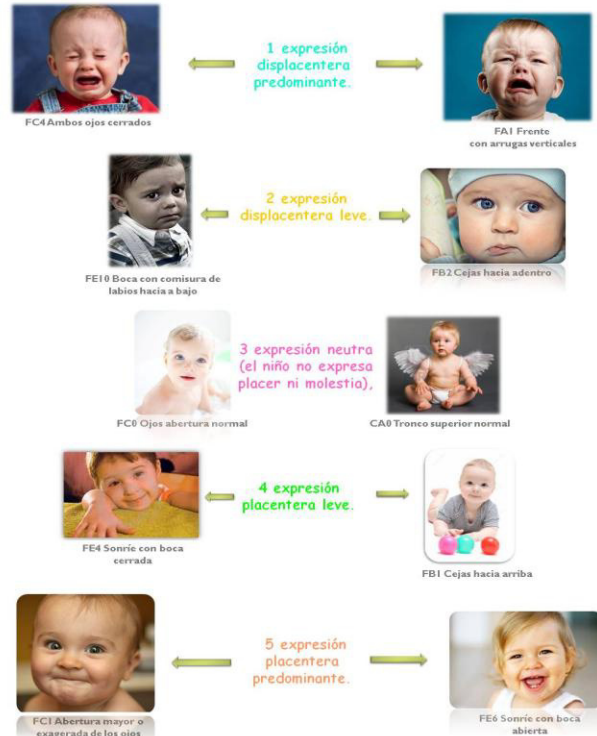 1 expresión
displacentera
predominante.
FC4 Ambos ojos cerrados
FA1 Frente
con arrugas verticales
2 expresión
displacentera leve.
FE10 Boca con comisura de
labios hacia a bajo
FB2 Cejas hacia adentro
3 expresión neutra
(el niño no expresa
placer ni molestia),
FC0 Ojos abertura normal
CA0 Tronco superior normal
4 expresión
placentera leve.
FE4 Sonríe con boca
cerrada
FB1 Cejas hacia arriba
5 expresión
placentera
predominante.
FC1 Abertura mayor o
exagerada de los ojos
FE6 Sonríe con boca
abierta